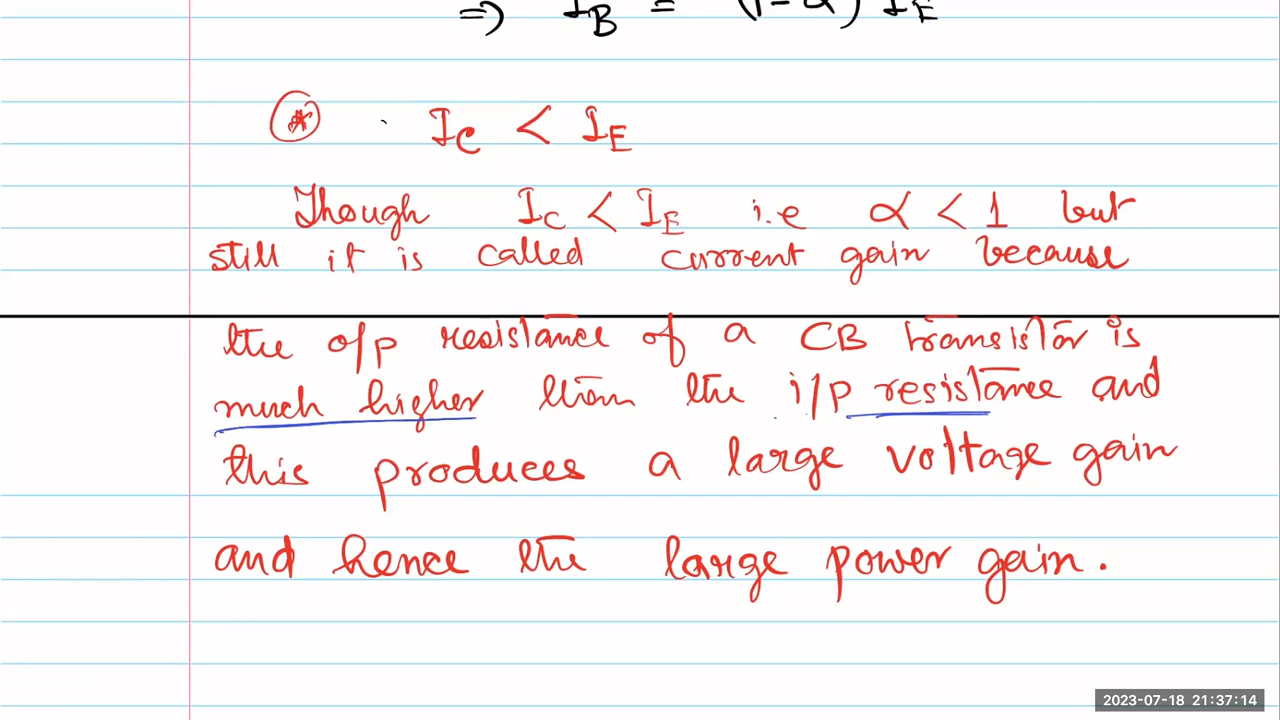 ⇒ I_B = (1-α) I_E
* I_C < I_E
Though I_C < I_E i.e α < 1 but
still it is called current gain because
the o/p resistance of a CB transistor is
much higher than the i/p resistance and
this produces a large voltage gain
and hence the large power gain.
2023-07-18 21:37:14